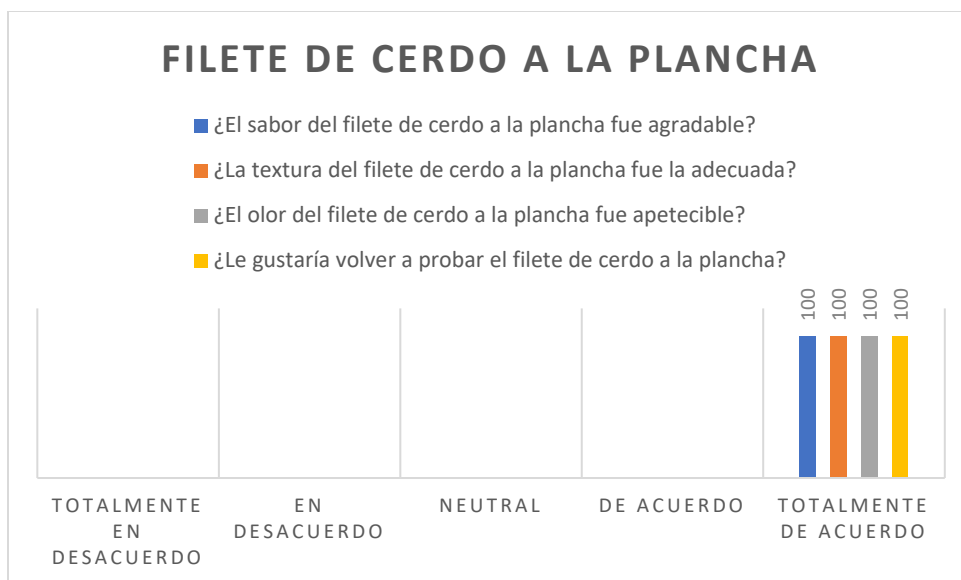 FILETE DE CERDO A LA PLANCHA
¿El sabor del filete de cerdo a la plancha fue agradable?
¿La textura del filete de cerdo a la plancha fue la adecuada?
¿El olor del filete de cerdo a la plancha fue apetecible?
¿Le gustaría volver a probar el filete de cerdo a la plancha?
100
100
100
100
TOTALMENTE
EN
DESACUERDO
EN
DESACUERDO
NEUTRAL
DE ACUERDO
TOTALMENTE
DE ACUERDO